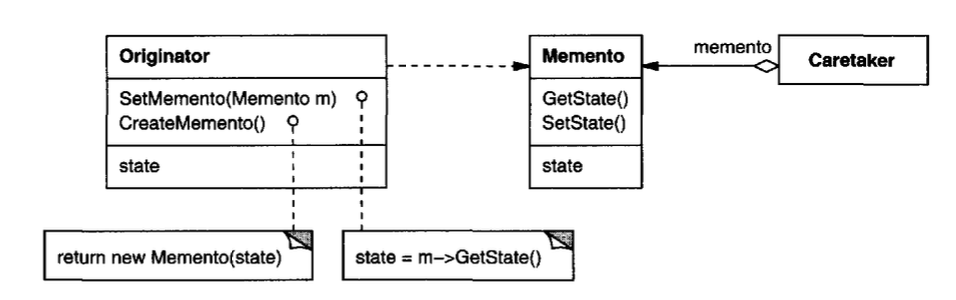 Originator
SetMemento(Memento m)
CreateMemento()
state
Memento
GetState()
SetState()
state
memento
Caretaker
return new Memento(state)
state = m–>GetState()